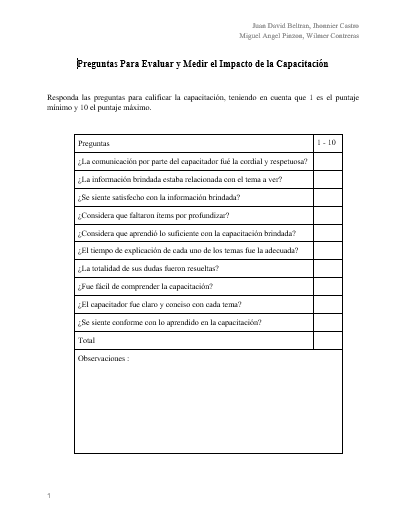 Juan David Beltran, Jhonnier Castro
Miguel Angel Pinzon, Wilmer Contreras
Preguntas Para Evaluar y Medir el Impacto de la Capacitación
Responda las preguntas para calificar la capacitación, teniendo en cuenta que 1 es el puntaje
mínimo y 10 el puntaje máximo.
Preguntas 1 - 10
¿La comunicación por parte del capacitador fué la cordial y respetuosa?
¿La información brindada estaba relacionada con el tema a ver?
¿Se siente satisfecho con la información brindada?
¿Considera que faltaron ítems por profundizar?
¿Considera que aprendió lo suficiente con la capacitación brindada?
¿El tiempo de explicación de cada uno de los temas fue la adecuada?
¿La totalidad de sus dudas fueron resueltas?
¿Fue fácil de comprender la capacitación?
¿El capacitador fue claro y conciso con cada tema?
¿Se siente conforme con lo aprendido en la capacitación?
Total
Observaciones :
1